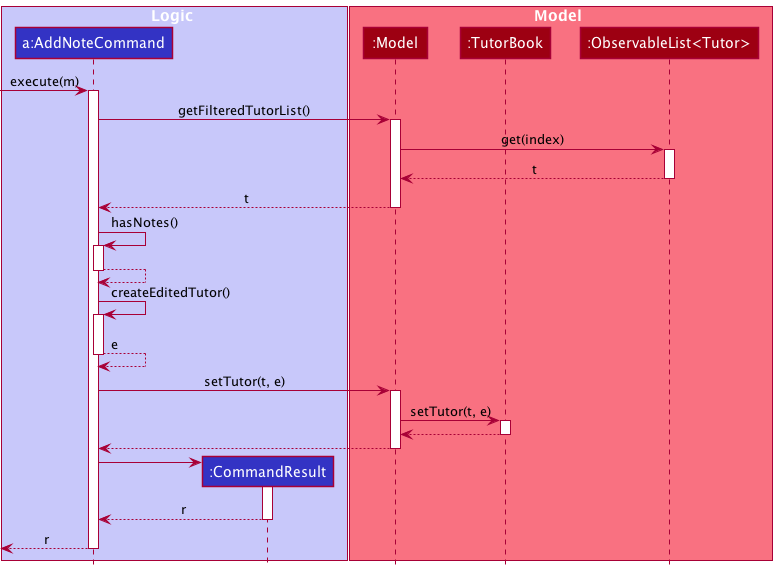 Logic
Model
a:AddNoteCommand
:Model
:TutorBook
:ObservableList<Tutor>
execute(m)
getFilteredTutorList()
get(index)
t
t
hasNotes()
createEditedTutor()
e
setTutor(t, e)
setTutor(t, e)
:CommandResult
r
r